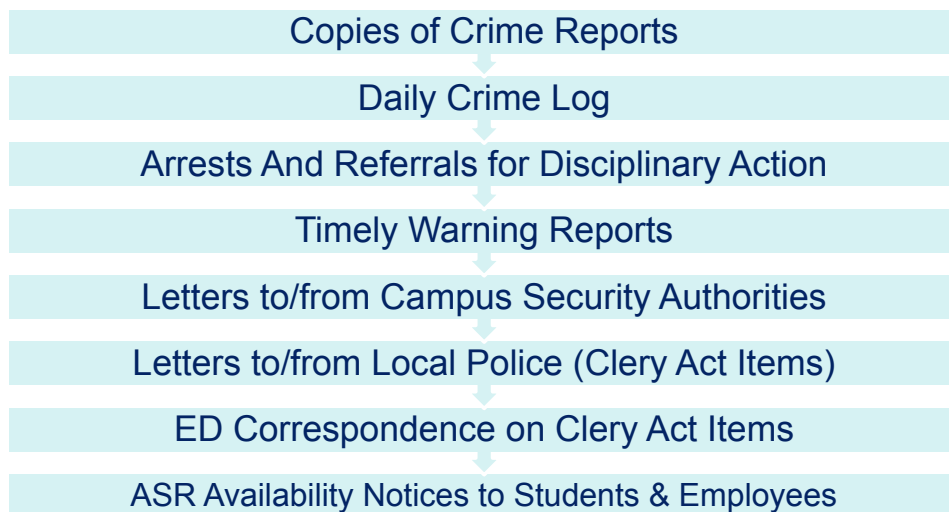 Copies of Crime Reports
Daily Crime Log
Arrests And Referrals for Disciplinary Action
Timely Warning Reports
Letters to/from Campus Security Authorities
Letters to/from Local Police (Clery Act Items)
ED Correspondence on Clery Act Items
ASR Availability Notices to Students & Employees